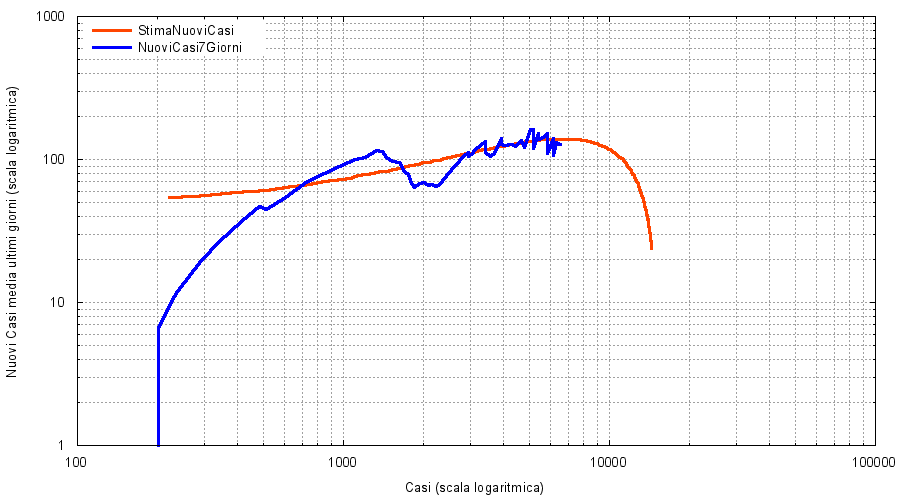 1000
StimaNuoviCasi
NuoviCasi7Giorni
100
10
1
Nuovi Casi media ultimi giorni (scala logaritmica)
100
1000
10000
100000
Casi (scala logaritmica)